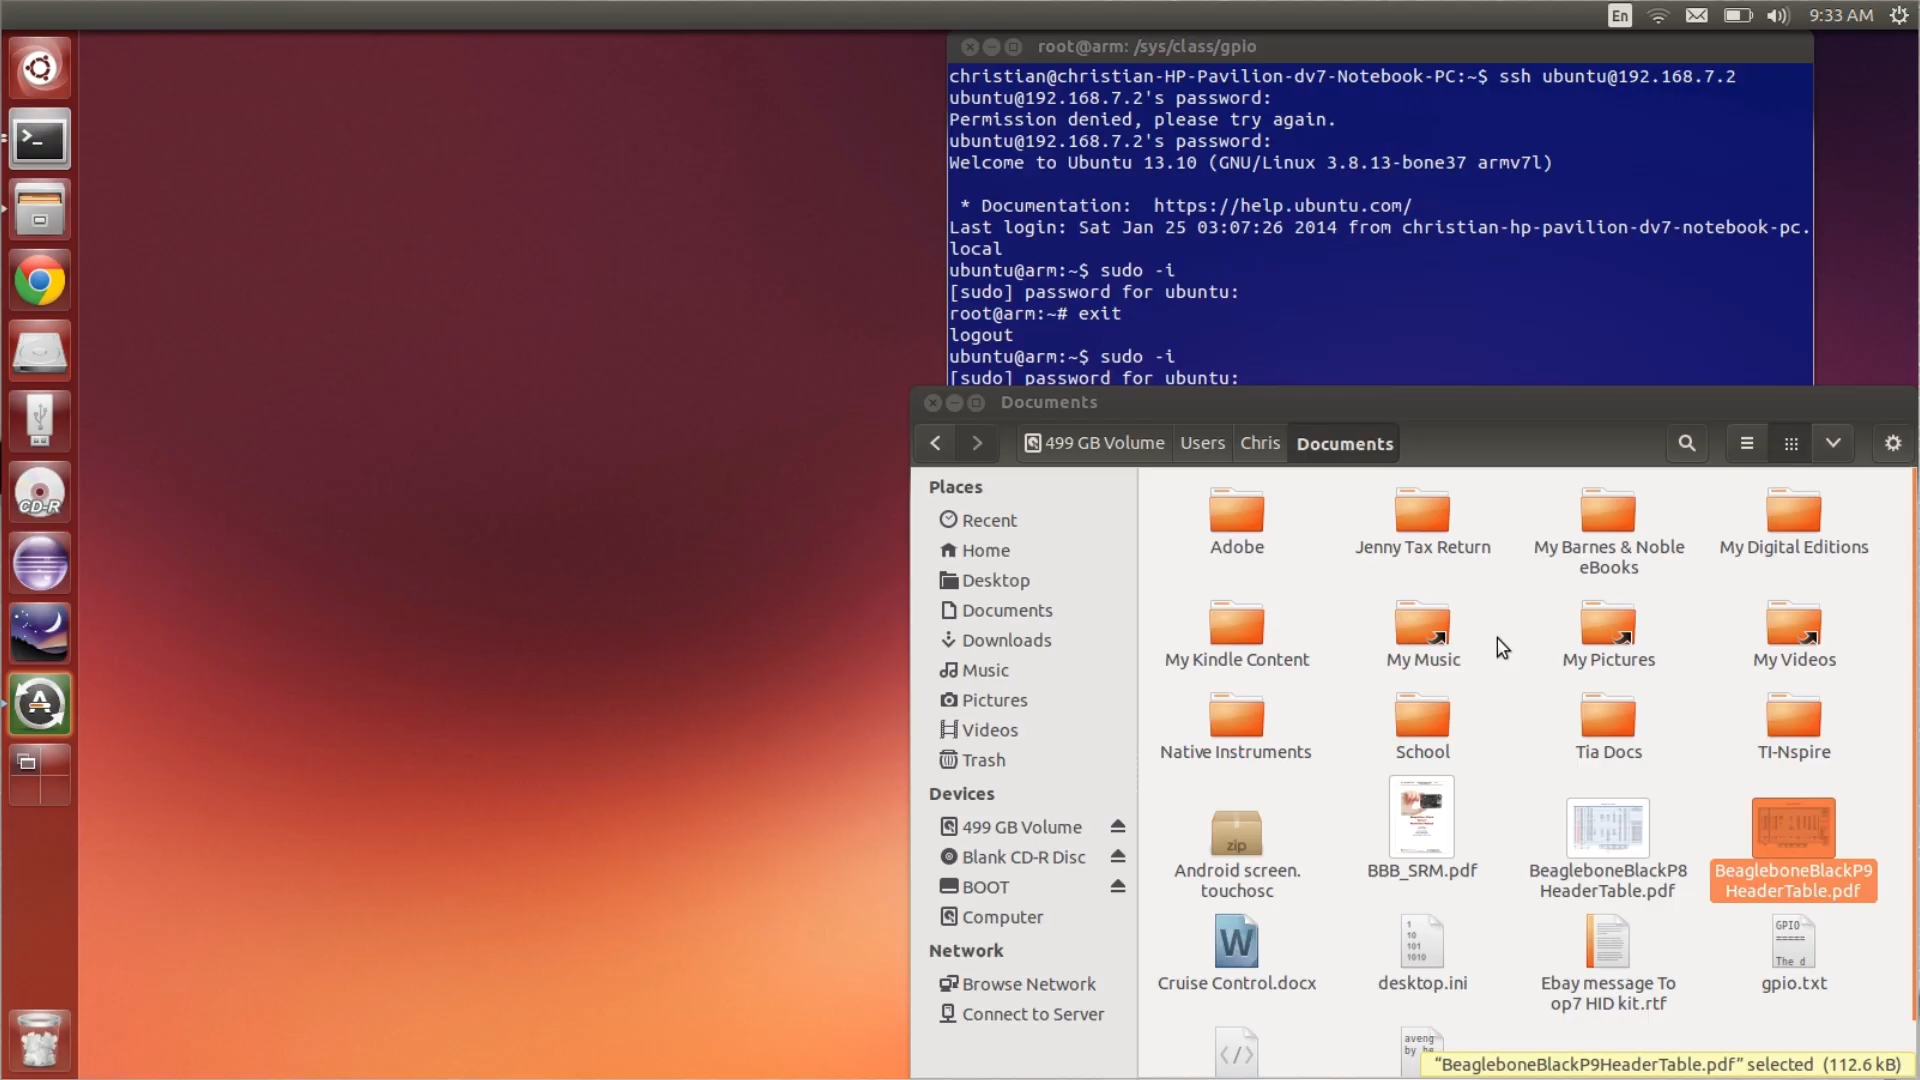 En
9:33 AM
root@arm: /sys/class/gpio
christian@christian-HP-Pavilion-dv7-Notebook-PC:~$ ssh ubuntu@192.168.7.2
ubuntu@192.168.7.2's password:
Permission denied, please try again.
ubuntu@192.168.7.2's password:
Welcome to Ubuntu 13.10 (GNU/Linux 3.8.13-bone37 armv7l)
* Documentation:  https://help.ubuntu.com/
Last login: Sat Jan 25 03:07:26 2014 from christian-hp-pavilion-dv7-notebook-pc.
local
ubuntu@arm:~$ sudo -i
[sudo] password for ubuntu:
root@arm:~# exit
logout
ubuntu@arm:~$ sudo -i
[sudo] password for ubuntu:
Documents
499 GB Volume Users Chris Documents
Places
Recent
Home
Desktop
Documents
Downloads
Music
Pictures
Videos
Trash
Devices
499 GB Volume
Blank CD-R Disc
BOOT
Computer
Network
Browse Network
Connect to Server
Adobe
Jenny Tax Return
My Barnes & Noble
eBooks
My Digital Editions
My Kindle Content
My Music
My Pictures
My Videos
Native Instruments
School
Tia Docs
TI-Nspire
zip
Android screen.
touchosc
BBB_SRM.pdf
BeagleboneBlackP8
HeaderTable.pdf
BeagleboneBlackP9
HeaderTable.pdf
W
Cruise Control.docx
1
10
101
1010
desktop.ini
Ebay message To
op7 HID kit.rtf
GPIO
=====
The d
gpio.txt
</>
aveng
by he
"BeagleboneBlackP9HeaderTable.pdf" selected (112.6 kB)
CD-R
>_
A